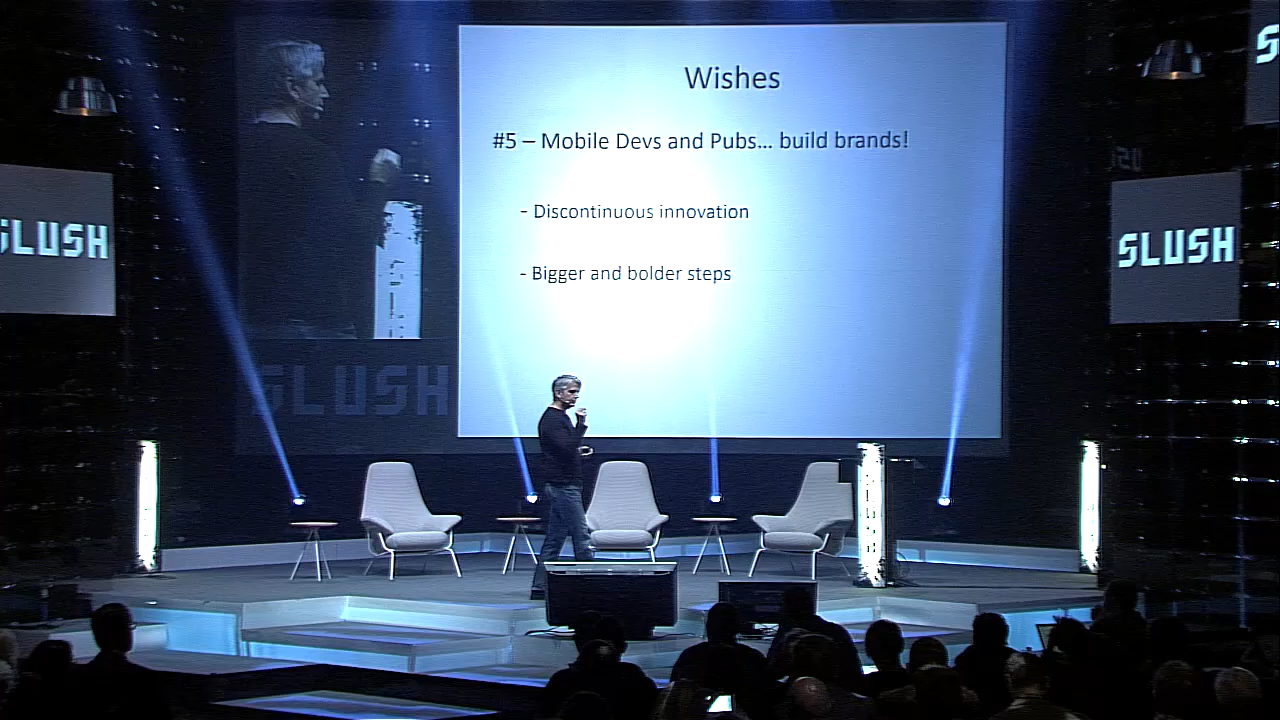 Wishes
#5 – Mobile Devs and Pubs... build brands!
- Discontinuous innovation
- Bigger and bolder steps
SLUSH
SLUSH
SLUSH
S